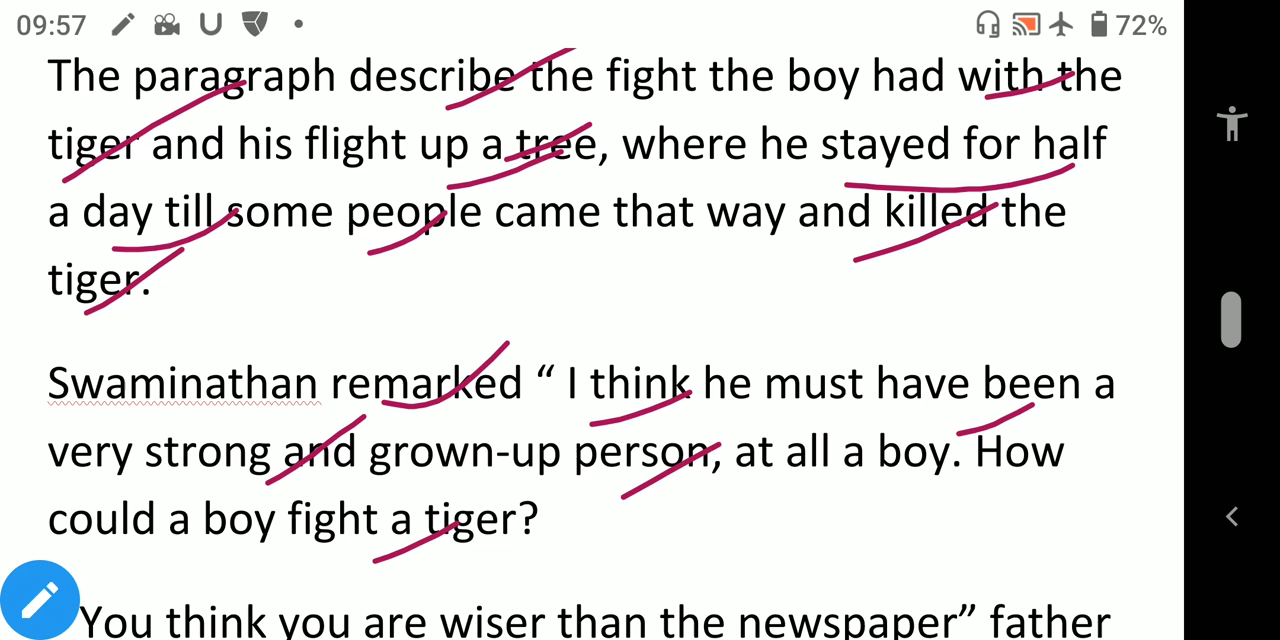 09:57 72%
The paragraph describe the fight the boy had with the
tiger and his flight up a tree, where he stayed for half
a day till some people came that way and killed the
tiger.
Swaminathan remarked “ I think he must have been a
very strong and grown-up person, at all a boy. How
could a boy fight a tiger?
You think you are wiser than the newspaper” father